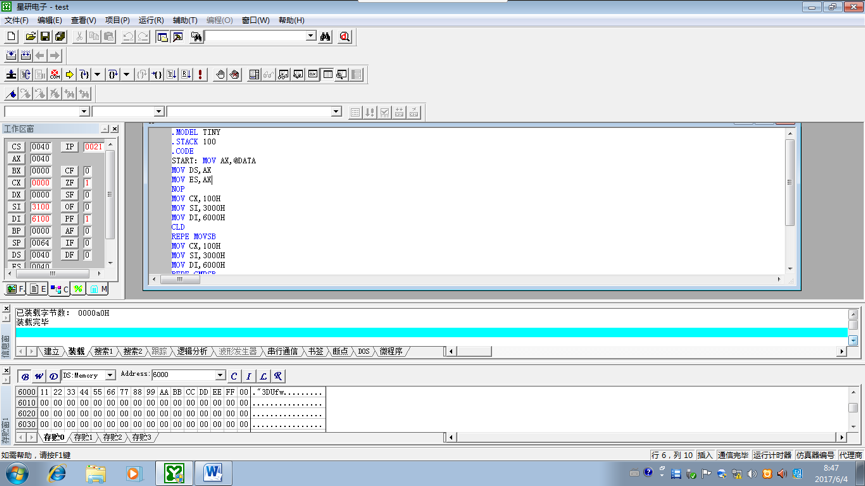 星研电子 - test
文件(F) 编辑(E) 查看(V) 项目(P) 运行(R) 辅助(T) 编程(O) 窗口(W) 帮助(H)
工作区窗
CS 0040 IP 0021
AX 0040
BX 0000 CF 0
CX 0000 ZF 1
DX 0000 SF 0
SI 3100 OF 0
DI 6100 PF 1
BP 0000 AF 0
SP 0064 IF 0
DS 0040 DF 0
ES 0040
F. E C % M
.MODEL TINY
.STACK 100
.CODE
START: MOV AX,@DATA
MOV DS,AX
MOV ES,AX
NOP
MOV CX,100H
MOV SI,3000H
MOV DI,6000H
CLD
REPE MOVSB
MOV CX,100H
MOV SI,3000H
MOV DI,6000H
REPE CMPSB
信息窗
已装载字节数: 0000a0H
装载完毕
建立 装载 搜索1 搜索2 跟踪 逻辑分析 波形发生器 串行通信 书签 断点 DOS 微程序
存贮窗:
B W D DS:Memory Address: 6000 C I L R
6000 11 22 33 44 55 66 77 88 99 AA BB CC DD EE FF 00 ."3DUfw.........
6010 00 00 00 00 00 00 00 00 00 00 00 00 00 00 00 00 ................
6020 00 00 00 00 00 00 00 00 00 00 00 00 00 00 00 00 ................
6030 00 00 00 00 00 00 00 00 00 00 00 00 00 00 00 00 ................
存贮0 存贮1 存贮2 存贮3
如需帮助，请按F1键
行 6，列 10 插入 通信完毕 运行计时器 仿真器编号 代理商
8:47
2017/6/4